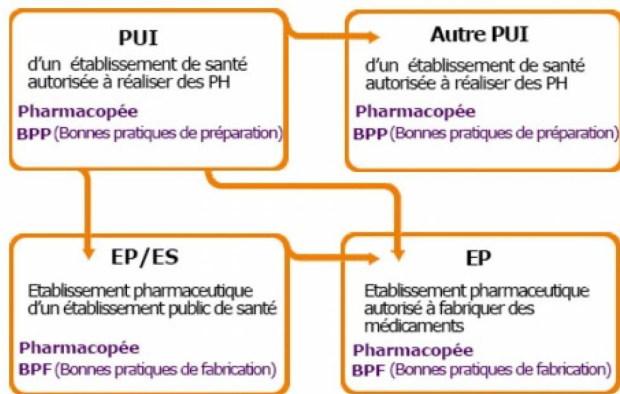 PUI
d'un établissement de santé
autorisée à réaliser des PH
Pharmacopée
BPP (Bonnes pratiques de préparation)
Autre PUI
d'un établissement de santé
autorisée à réaliser des PH
Pharmacopée
BPP (Bonnes pratiques de préparation)
EP/ES
Etablissement pharmaceutique
d'un établissement public de santé
Pharmacopée
BPF (Bonnes pratiques de fabrication)
EP
Etablissement pharmaceutique
autorisé à fabriquer des
médicaments
Pharmacopée
BPF (Bonnes pratiques de fabrication)